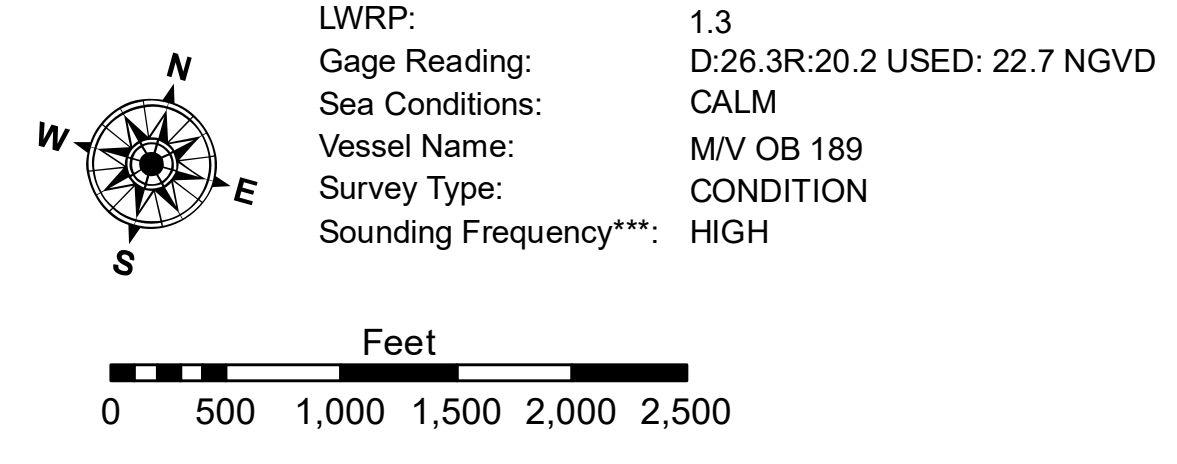 LWRP: 1.3
Gage Reading: D:26.3R:20.2 USED: 22.7 NGVD
Sea Conditions: CALM
Vessel Name: M/V OB 189
Survey Type: CONDITION
Sounding Frequency***: HIGH
N
W
E
S
Feet
0 500 1,000 1,500 2,000 2,500